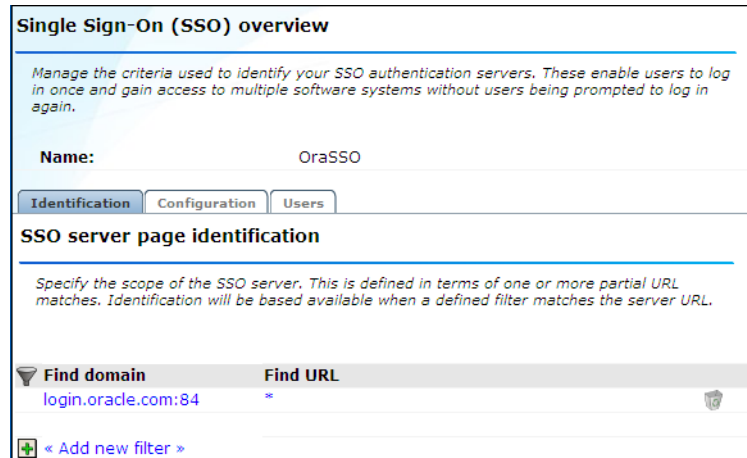 Single Sign-On (SSO) overview
Manage the criteria used to identify your SSO authentication servers. These enable users to log
in once and gain access to multiple software systems without users being prompted to log in
again.
Name: OraSSO
Identification Configuration Users
SSO server page identification
Specify the scope of the SSO server. This is defined in terms of one or more partial URL
matches. Identification will be based available when a defined filter matches the server URL.
Find domain Find URL
login.oracle.com:84 *
« Add new filter »